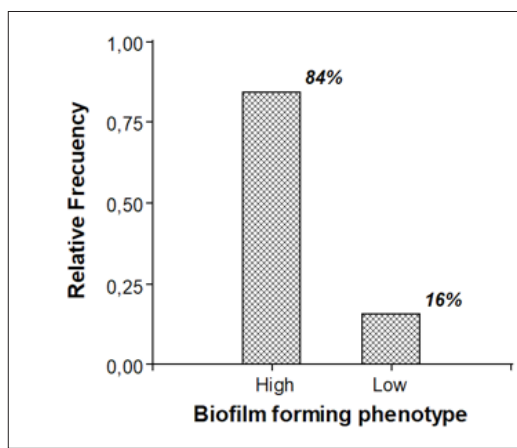 1,00
84%
0,75
Relative Frecuency
0,50
0,25
16%
0,00
High
Low
Biofilm forming phenotype